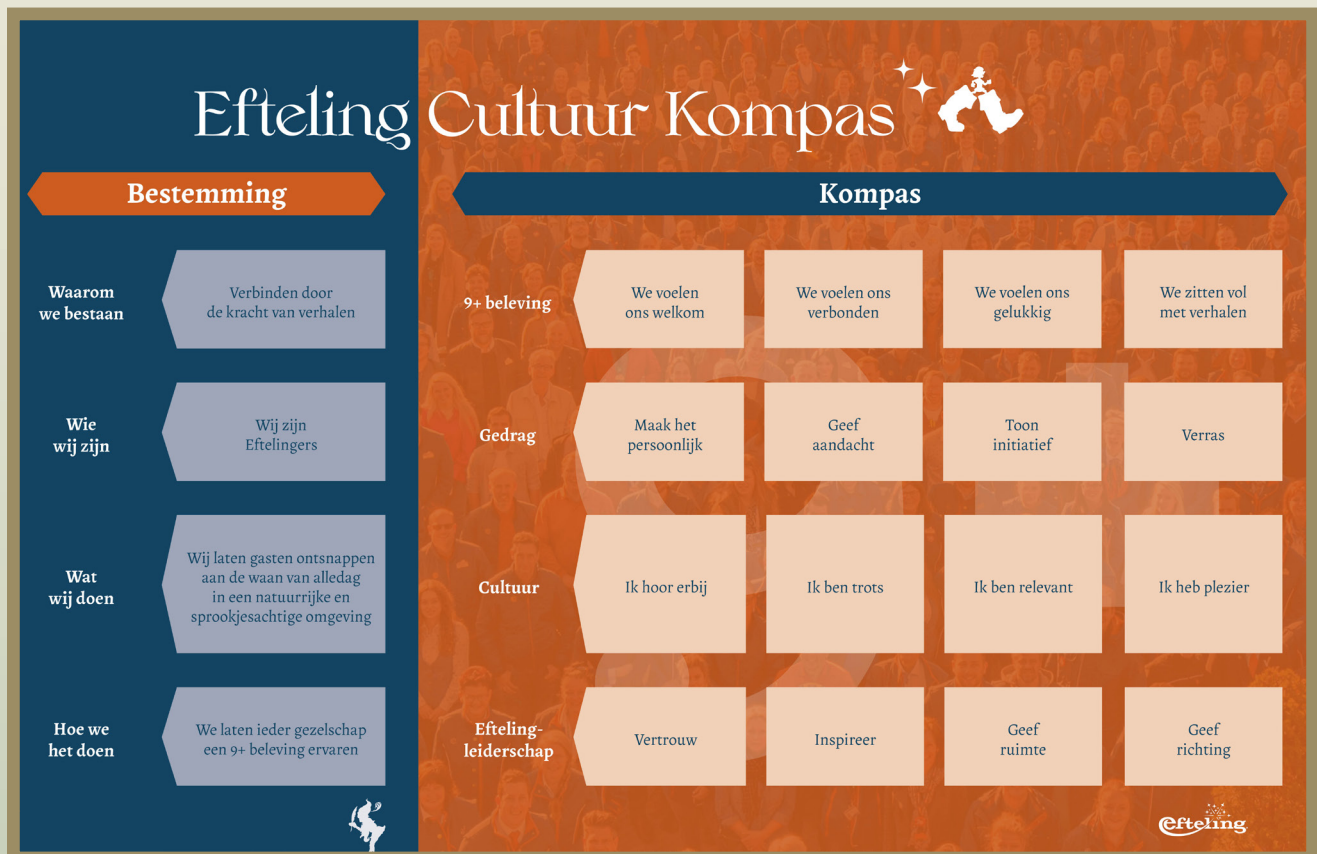 Efteling Cultuur Kompas
Bestemming
Waarom
we bestaan
Verbinden door
de kracht van verhalen
Wie
wij zijn
Wij zijn
Eftelingers
Wat
wij doen
Wij laten gasten ontsnappen
aan de waan van alledag
in een natuurrijke en
sprookjesachtige omgeving
Hoe we
het doen
We laten ieder gezelschap
een 9+ beleving ervaren
Kompas
9+ beleving
We voelen
ons welkom
We voelen ons
verbonden
We voelen ons
gelukkig
We zitten vol
met verhalen
Gedrag
Maak het
persoonlijk
Geef
aandacht
Toon
initiatief
Verras
Cultuur
Ik hoor erbij
Ik ben trots
Ik ben relevant
Ik heb plezier
Efteling-
leiderschap
Vertrouw
Inspireer
Geef
ruimte
Geef
richting
efteling